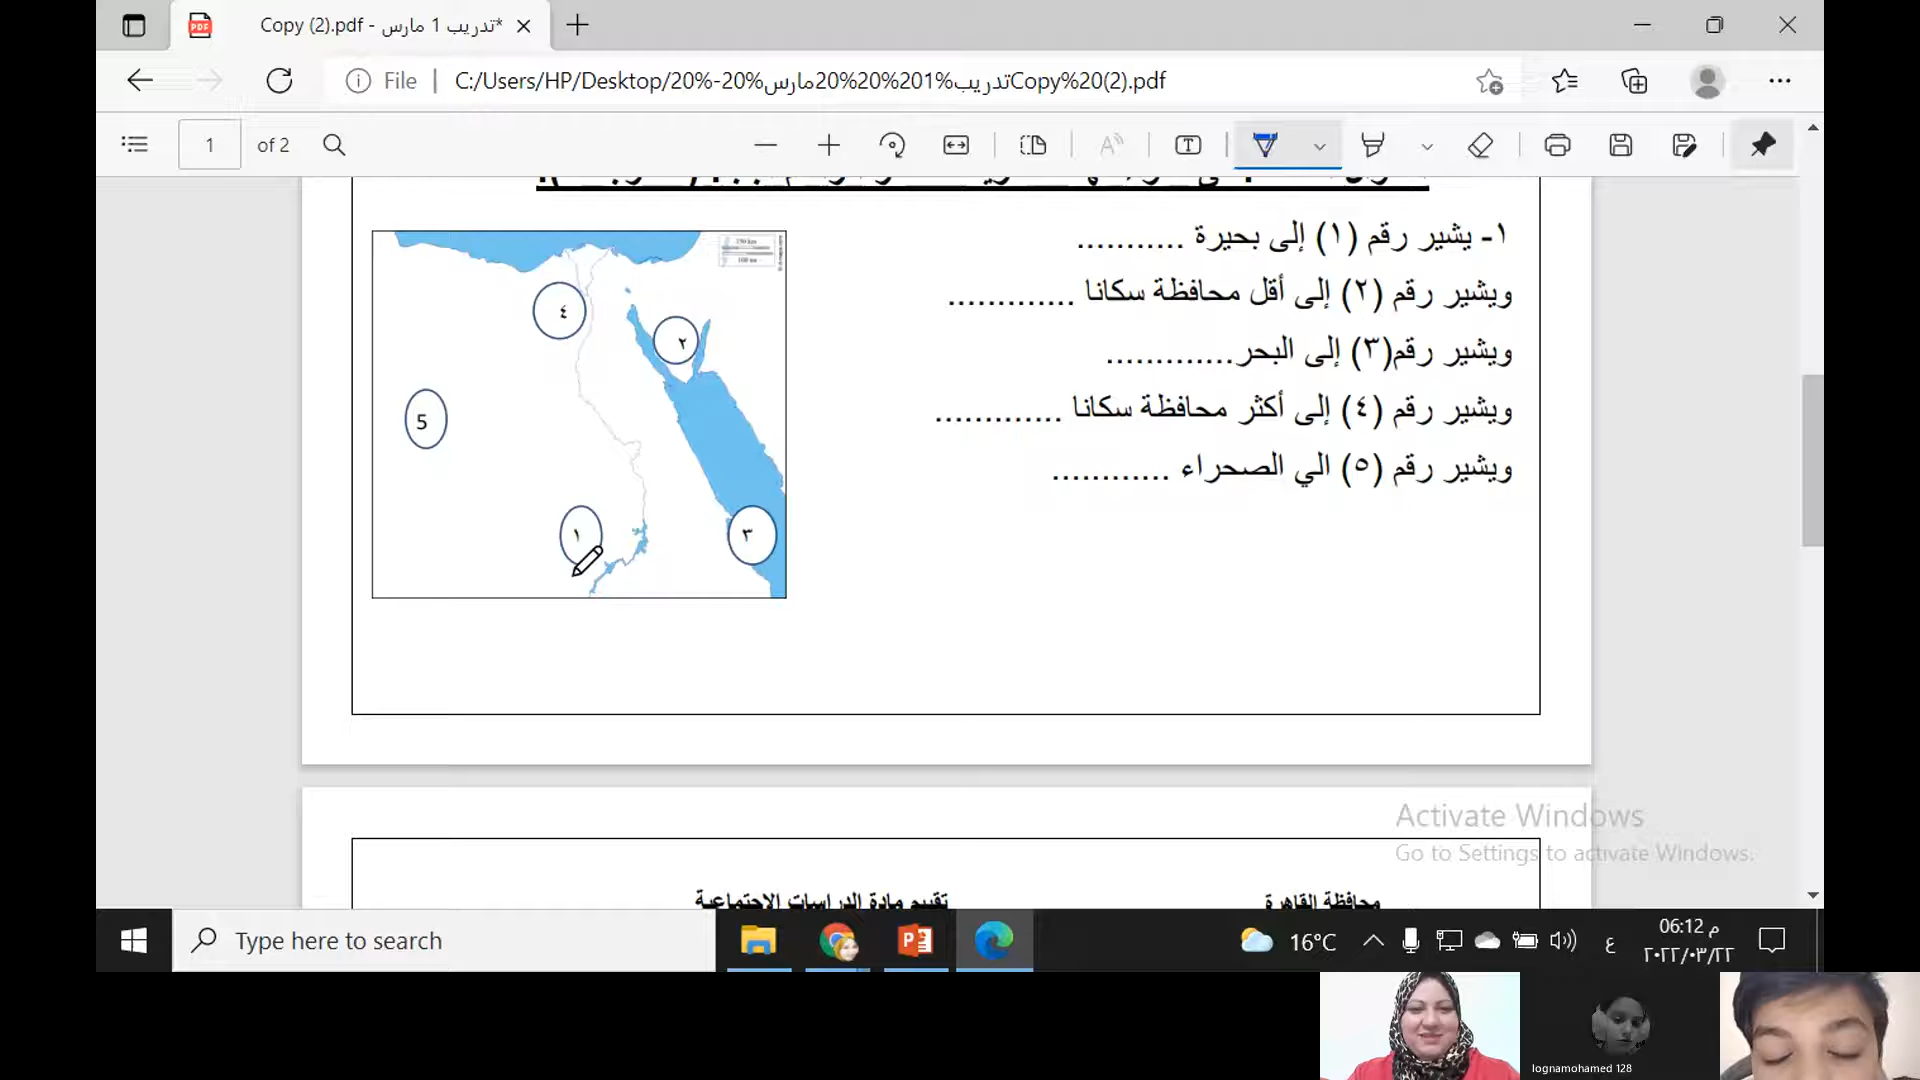 Copy (2).pdf - تدريب 1 مارس*
File
C:/Users/HP/Desktop/20%-20%مارس20%20%201%تدريبCopy%20(2).pdf
1 of 2
١- يشير رقم (١) إلى بحيرة ...........
ويشير رقم (٢) إلى أقل محافظة سكانا .............
ويشير رقم(٣) إلى البحر.............
ويشير رقم (٤) إلى أكثر محافظة سكانا .............
ويشير رقم (٥) الي الصحراء ............
٤
٢
5
١
٣
Activate Windows
Go to Settings to activate Windows.
محافظة القاهرة
تقييم مادة الدراسات الاجتماعية
Type here to search
16°C
ع
06:12 م
٢٠٢٢/٠٣/٢٢
lognamohamed 128